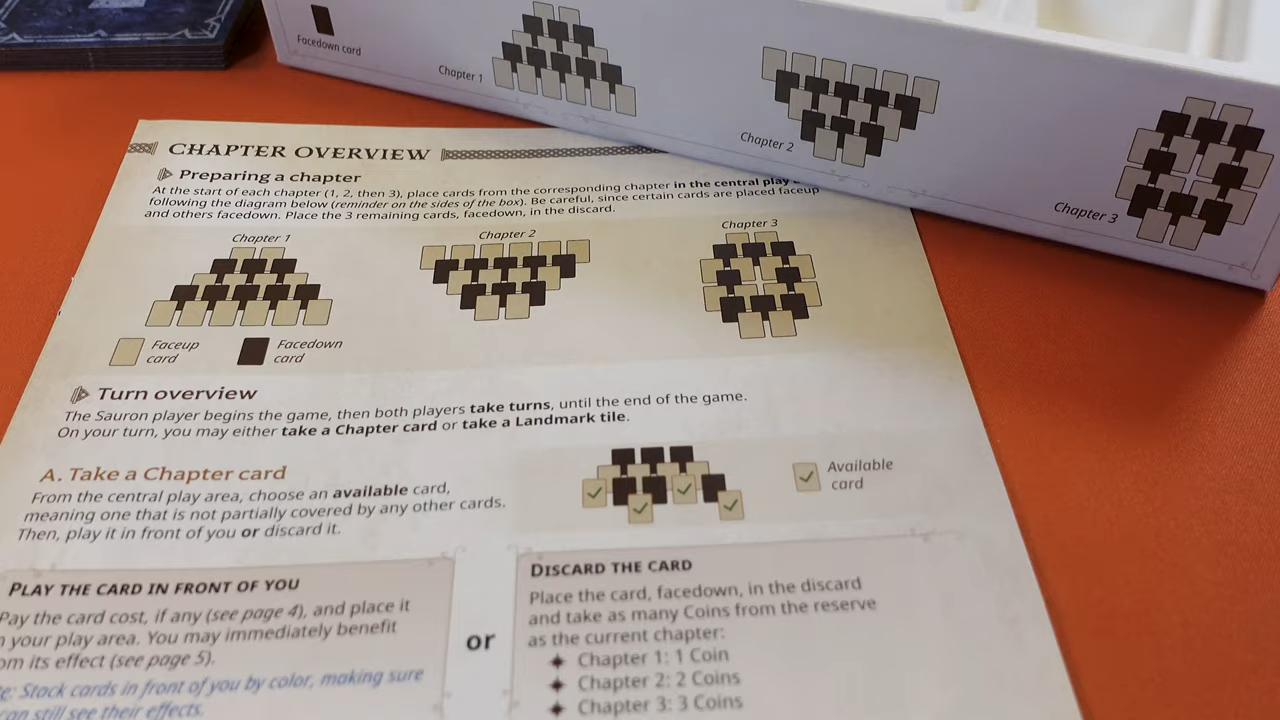 Facedown card
Chapter 1
Chapter 2
Chapter 3
CHAPTER OVERVIEW
Preparing a chapter
At the start of each chapter (1, 2, then 3), place cards from the corresponding chapter in the central play
following the diagram below (reminder on the sides of the box). Be careful, since certain cards are placed faceup
and others facedown. Place the 3 remaining cards, facedown, in the discard.
Chapter 1
Chapter 2
Chapter 3
Faceup card
Facedown card
Turn overview
The Sauron player begins the game, then both players take turns, until the end of the game.
On your turn, you may either take a Chapter card or take a Landmark tile.
A. Take a Chapter card
From the central play area, choose an available card,
meaning one that is not partially covered by any other cards.
Then, play it in front of you or discard it.
Available card
PLAY THE CARD IN FRONT OF YOU
Pay the card cost, if any (see page 4), and place it
your play area. You may immediately benefit
its effect (see page 5).
Stack cards in front of you by color, making sure
can still see their effects.
or
DISCARD THE CARD
Place the card, facedown, in the discard
and take as many Coins from the reserve
as the current chapter:
Chapter 1: 1 Coin
Chapter 2: 2 Coins
Chapter 3: 3 Coins